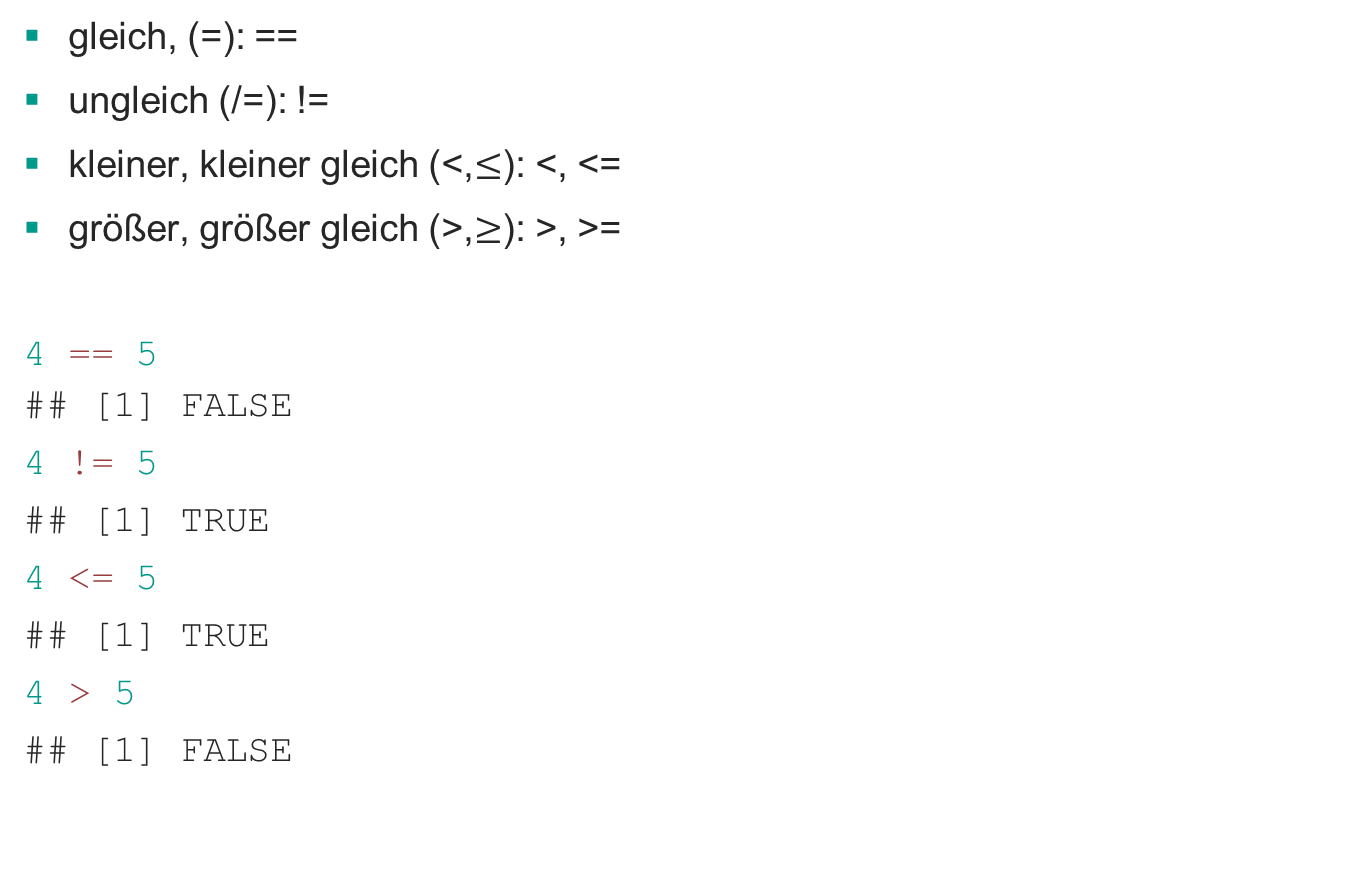 ▪ gleich, (=): ==
▪ ungleich (/=): !=
▪ kleiner, kleiner gleich (<,≤): <, <=
▪ größer, größer gleich (>,≥): >, >=
4 == 5
## [1] FALSE
4 != 5
## [1] TRUE
4 <= 5
## [1] TRUE
4 > 5
## [1] FALSE